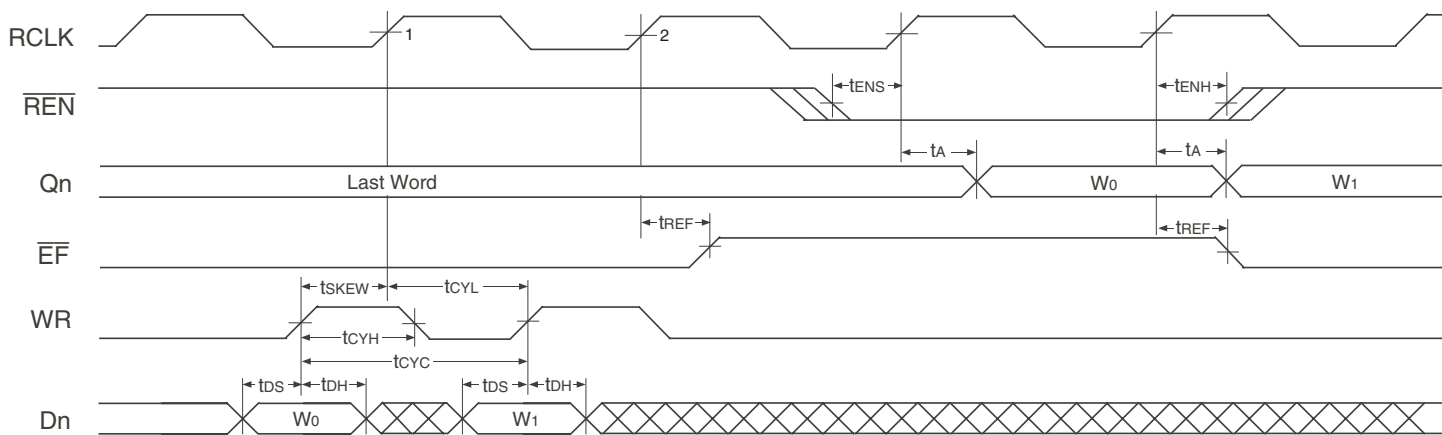 RCLK
1
2
REN
tENS
tENH
Qn
Last Word
tA
W0
tA
W1
EF
tREF
tREF
WR
tSKEW
tCYL
tCYH
tCYC
Dn
tDS
tDH
W0
tDS
tDH
W1